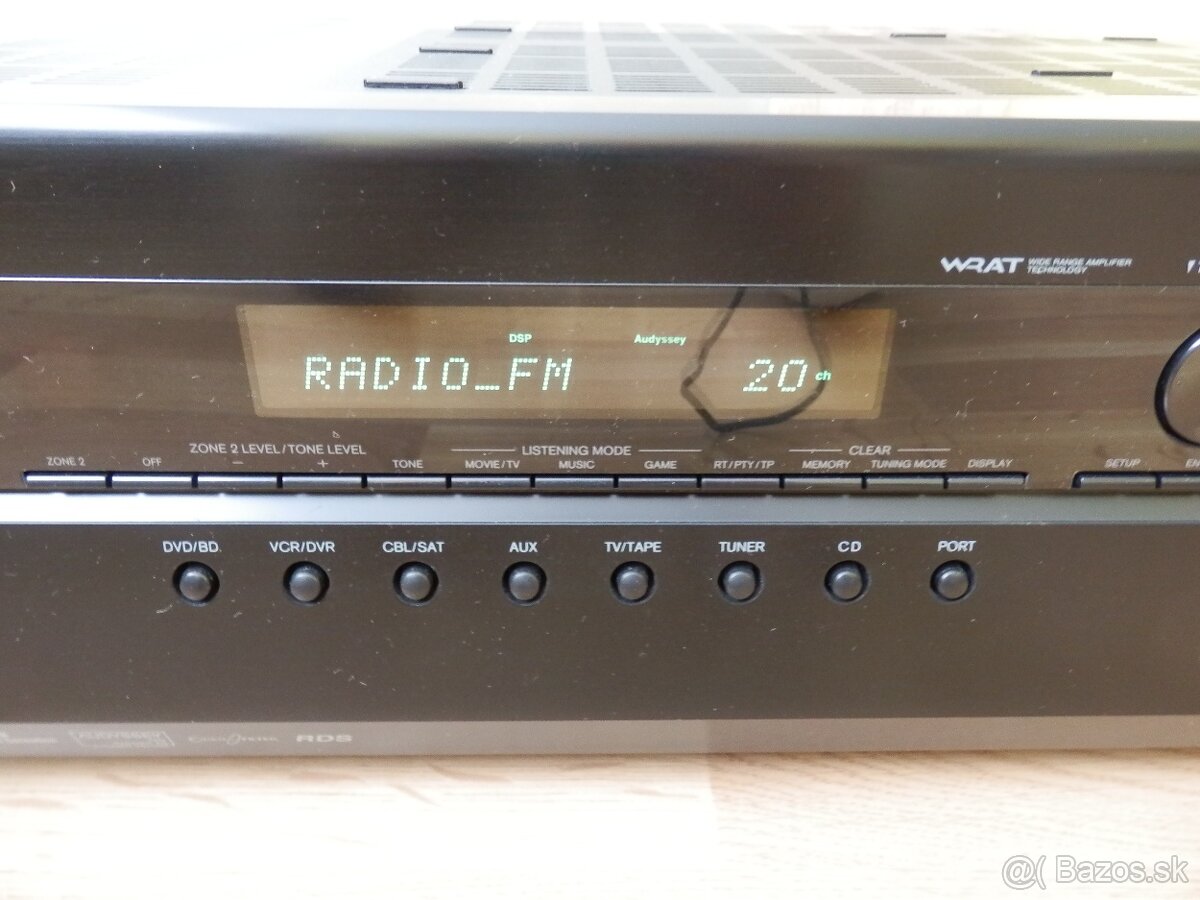 WRAT WIDE RANGE AMPLIFIER
TECHNOLOGY
DSP Audyssey
RADIO_FM 20 ch
ZONE 2 LEVEL/TONE LEVEL LISTENING MODE CLEAR
ZONE 2 OFF − + TONE MOVIE/TV MUSIC GAME RT/PTY/TP MEMORY TUNING MODE DISPLAY SETUP
DVD/BD VCR/DVR CBL/SAT AUX TV/TAPE TUNER CD PORT
AUDYSSEY RDS
@( Bazos.sk